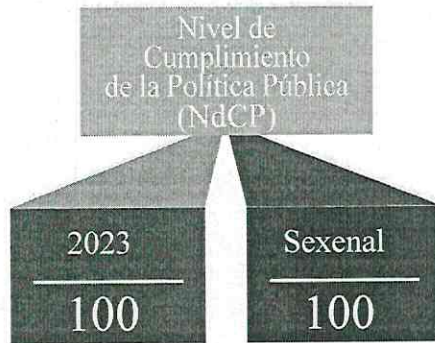 Nivel de
Cumplimiento
de la Política Pública
(NdCP)
2023
100
Sexenal
100